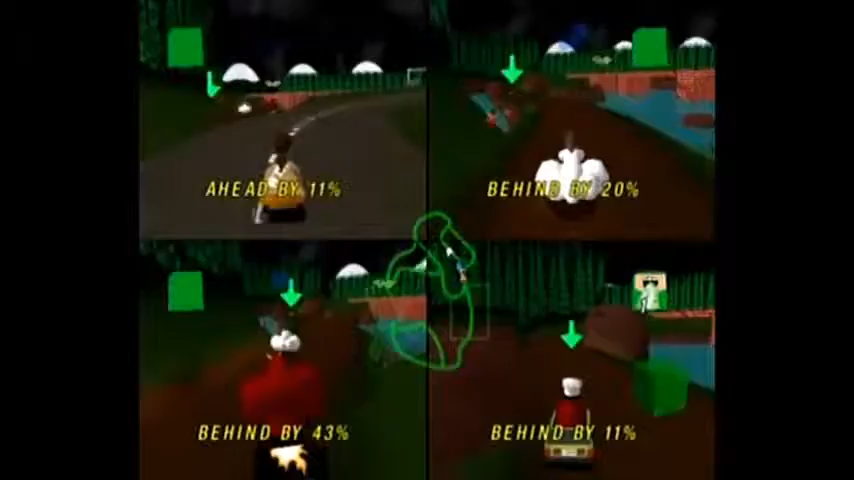 AHEAD BY 11%
BEHIND BY 20%
BEHIND BY 43%
BEHIND BY 11%